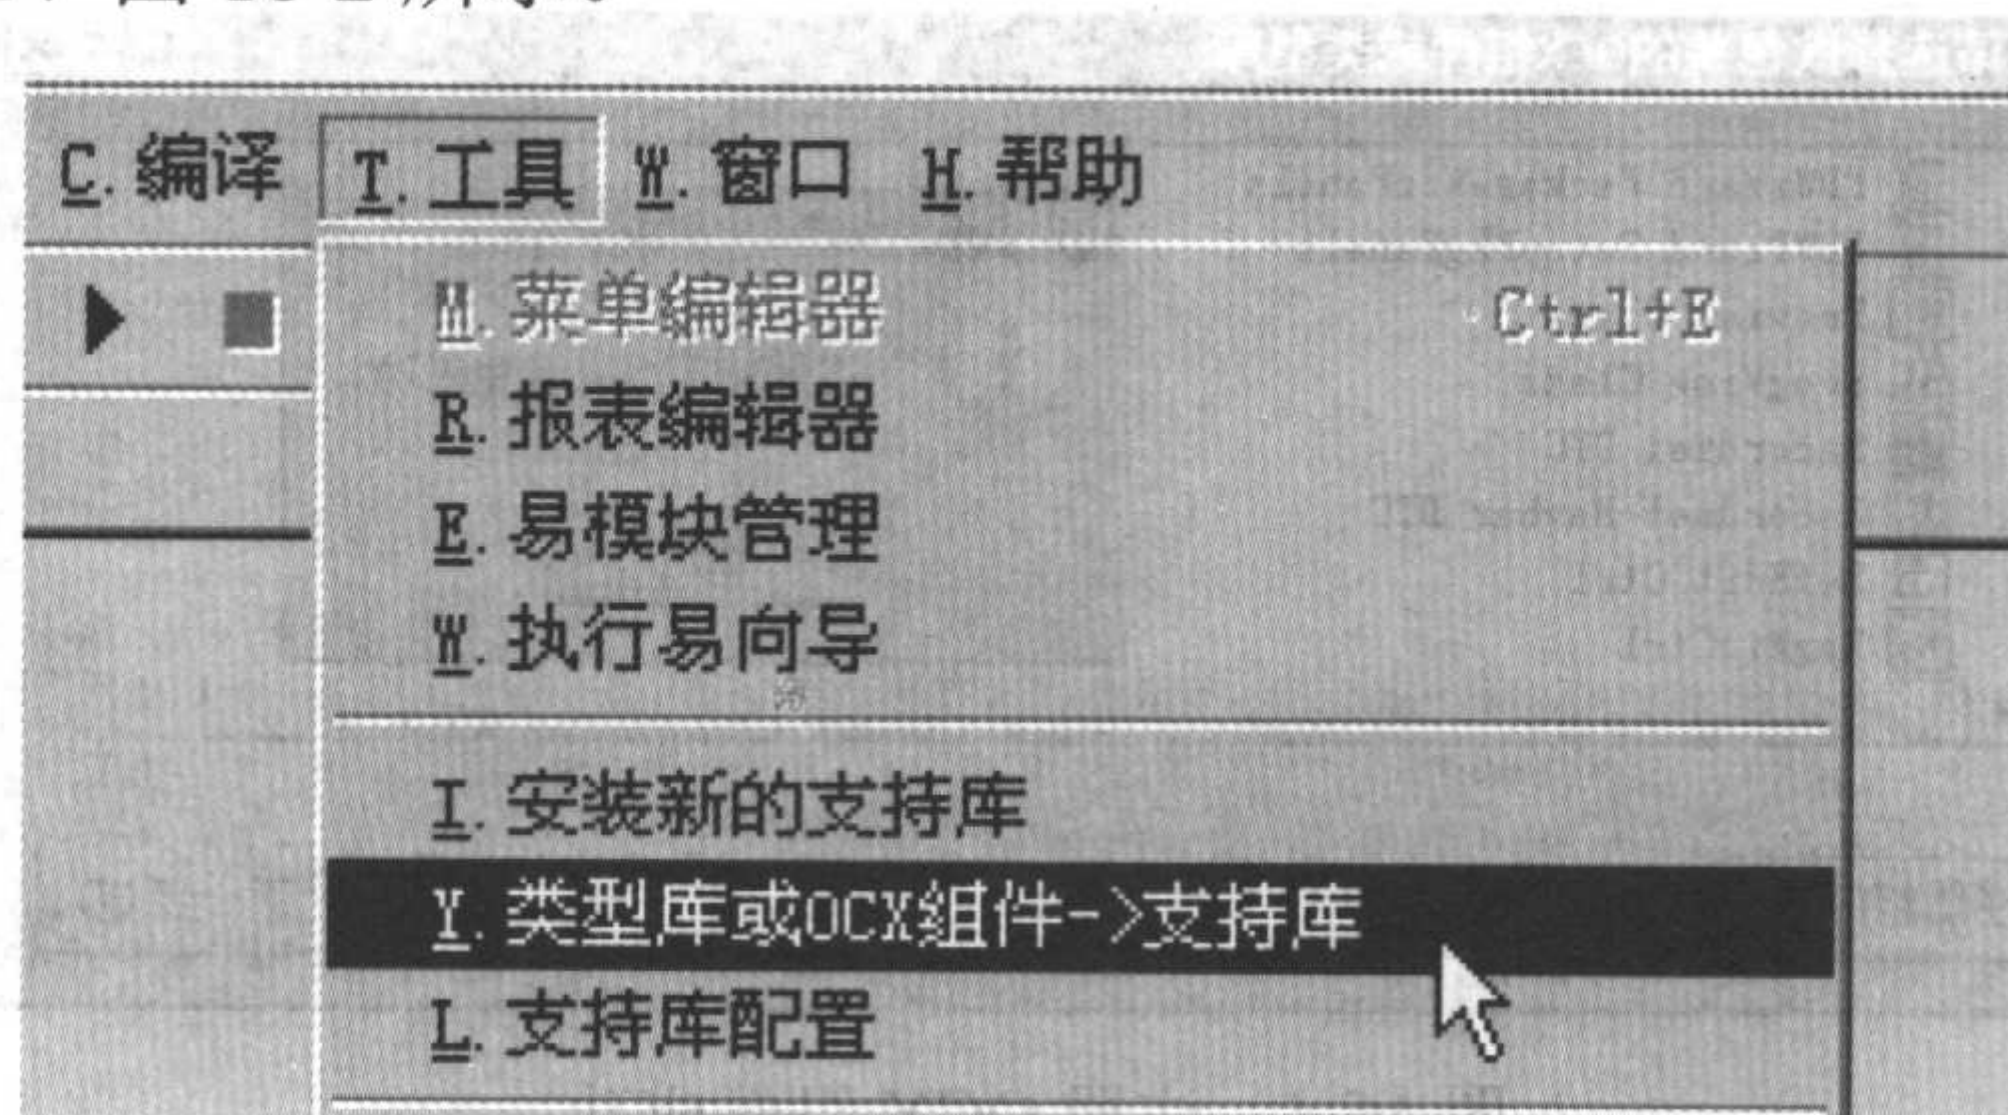 C. 编译 T. 工具 W. 窗口 H. 帮助
M. 菜单编辑器 Ctrl+E
R. 报表编辑器
E. 易模块管理
W. 执行易向导
I. 安装新的支持库
Y. 类型库或OCX组件->支持库
L. 支持库配置